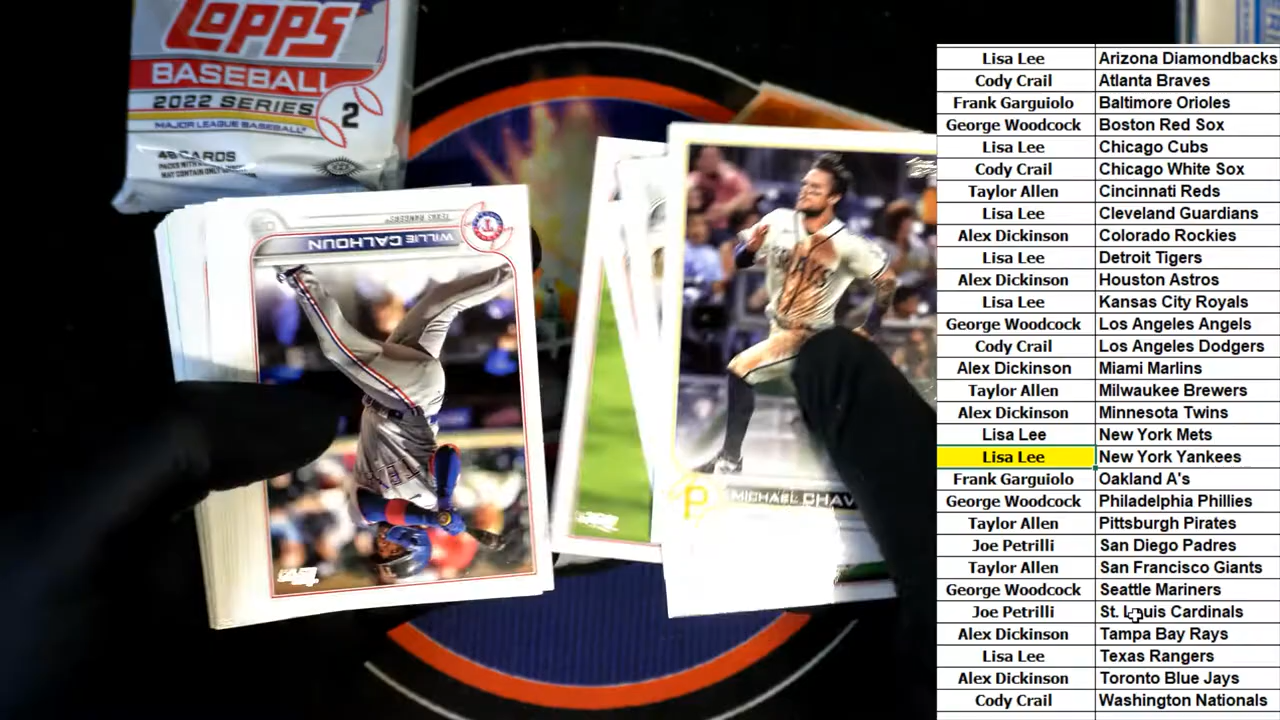 TOPPS
BASEBALL
2022 SERIES 2
MAJOR LEAGUE BASEBALL
TEXAS RANGERS
WILLIE CALHOUN
TEXAS
P
MICHAEL CHAV
Lisa Lee Arizona Diamondbacks
Cody Crail Atlanta Braves
Frank Garguiolo Baltimore Orioles
George Woodcock Boston Red Sox
Lisa Lee Chicago Cubs
Cody Crail Chicago White Sox
Taylor Allen Cincinnati Reds
Lisa Lee Cleveland Guardians
Alex Dickinson Colorado Rockies
Lisa Lee Detroit Tigers
Alex Dickinson Houston Astros
Lisa Lee Kansas City Royals
George Woodcock Los Angeles Angels
Cody Crail Los Angeles Dodgers
Alex Dickinson Miami Marlins
Taylor Allen Milwaukee Brewers
Alex Dickinson Minnesota Twins
Lisa Lee New York Mets
Lisa Lee New York Yankees
Frank Garguiolo Oakland A's
George Woodcock Philadelphia Phillies
Taylor Allen Pittsburgh Pirates
Joe Petrilli San Diego Padres
Taylor Allen San Francisco Giants
George Woodcock Seattle Mariners
Joe Petrilli St. Louis Cardinals
Alex Dickinson Tampa Bay Rays
Lisa Lee Texas Rangers
Alex Dickinson Toronto Blue Jays
Cody Crail Washington Nationals